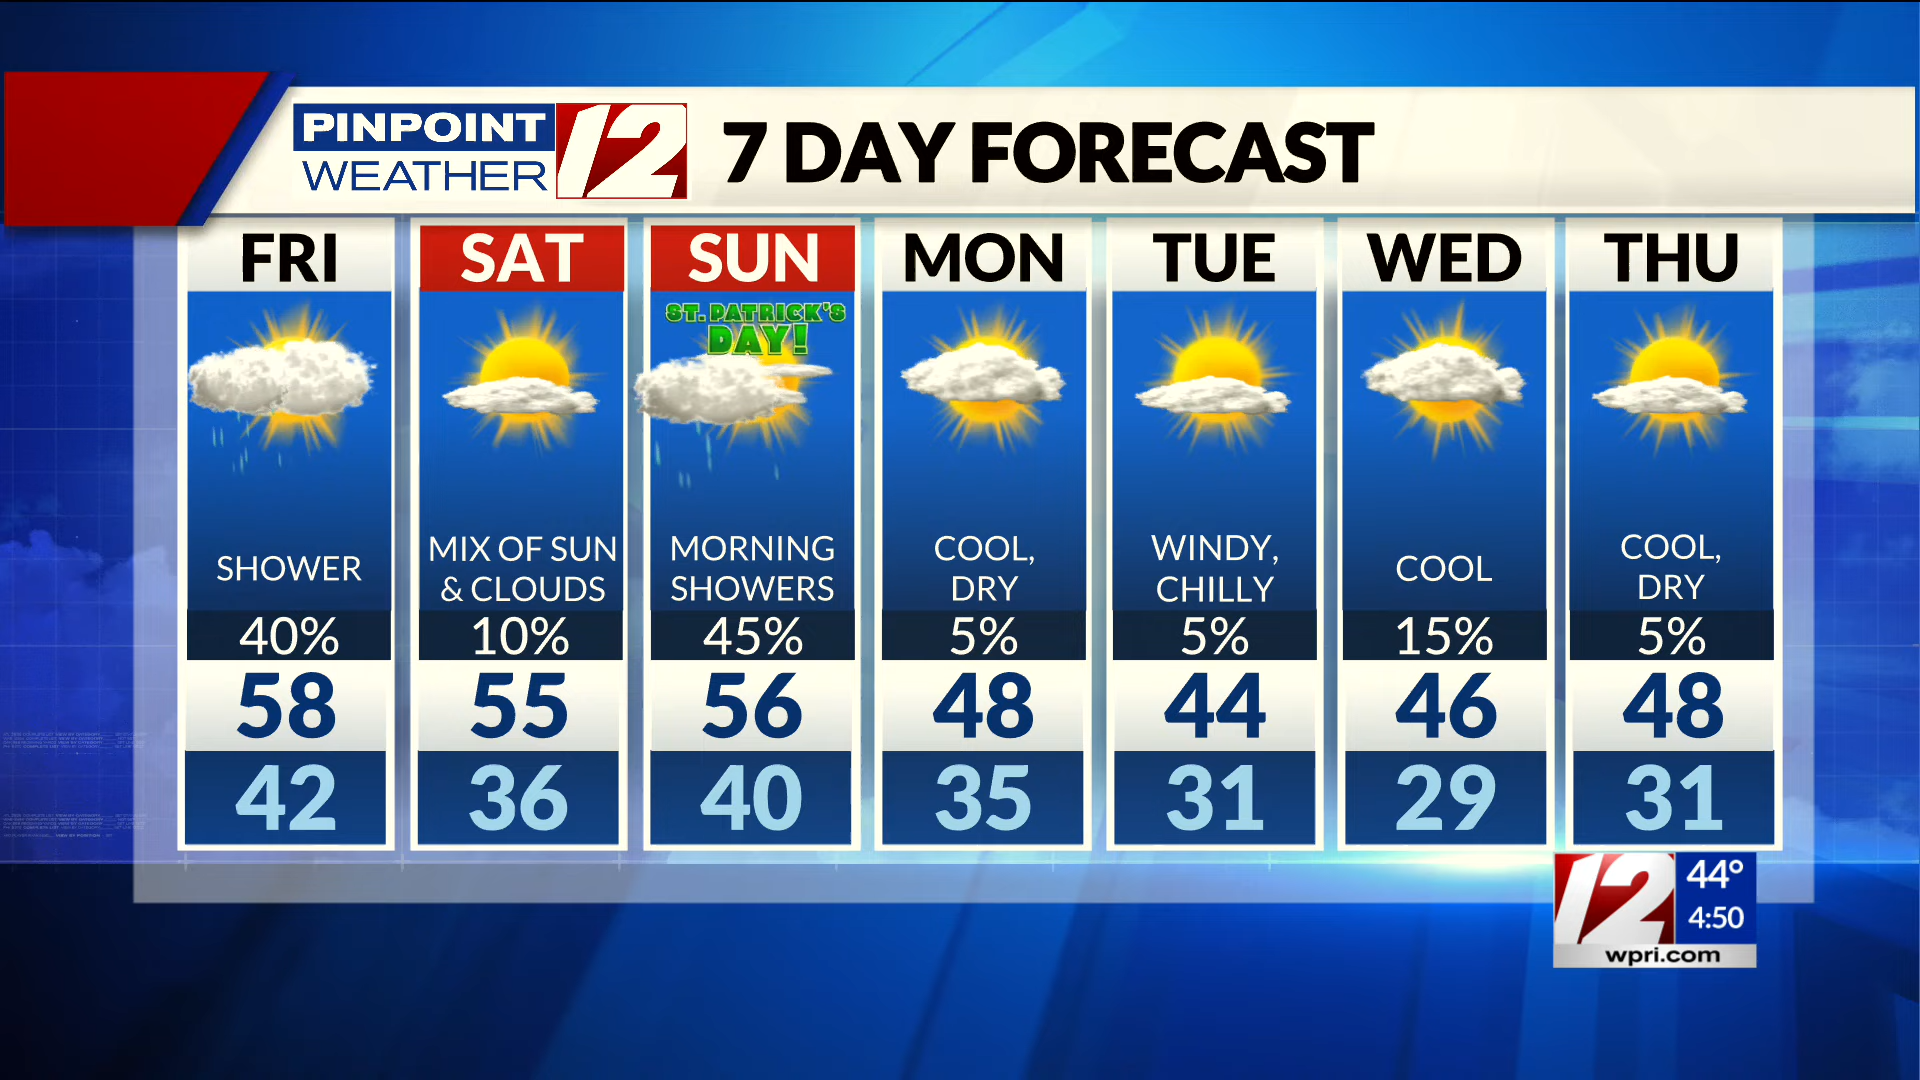 PINPOINT
WEATHER
12
7 DAY FORECAST
FRI
SHOWER
40%
58
42
SAT
MIX OF SUN
& CLOUDS
10%
55
36
SUN
ST. PATRICK'S
DAY!
MORNING
SHOWERS
45%
56
40
MON
COOL,
DRY
5%
48
35
TUE
WINDY,
CHILLY
5%
44
31
WED
COOL
15%
46
29
THU
COOL,
DRY
5%
48
31
12
44°
4:50
wpri.com